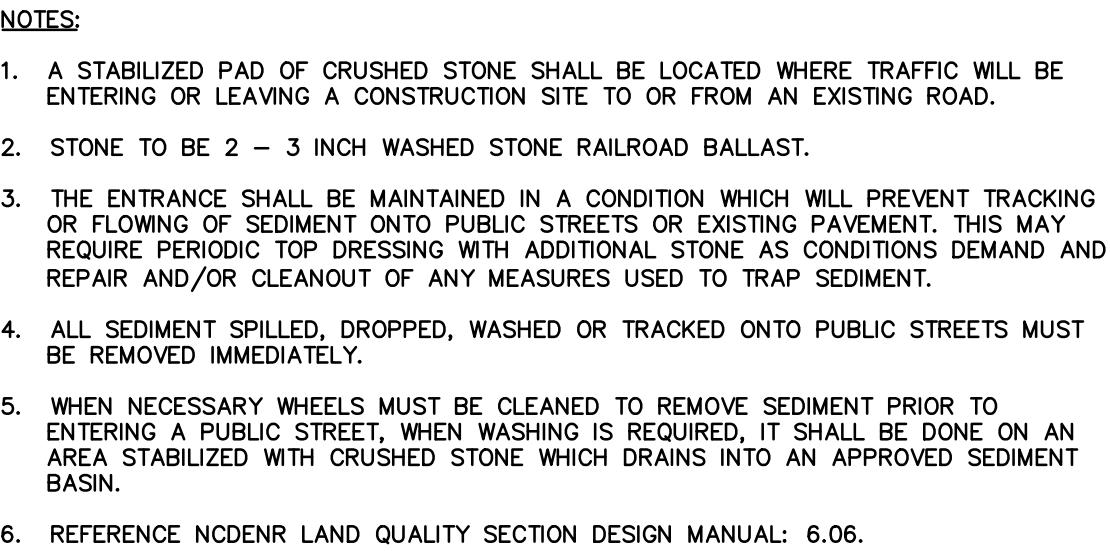 NOTES:
1. A STABILIZED PAD OF CRUSHED STONE SHALL BE LOCATED WHERE TRAFFIC WILL BE
ENTERING OR LEAVING A CONSTRUCTION SITE TO OR FROM AN EXISTING ROAD.
2. STONE TO BE 2 – 3 INCH WASHED STONE RAILROAD BALLAST.
3. THE ENTRANCE SHALL BE MAINTAINED IN A CONDITION WHICH WILL PREVENT TRACKING
OR FLOWING OF SEDIMENT ONTO PUBLIC STREETS OR EXISTING PAVEMENT. THIS MAY
REQUIRE PERIODIC TOP DRESSING WITH ADDITIONAL STONE AS CONDITIONS DEMAND AND
REPAIR AND/OR CLEANOUT OF ANY MEASURES USED TO TRAP SEDIMENT.
4. ALL SEDIMENT SPILLED, DROPPED, WASHED OR TRACKED ONTO PUBLIC STREETS MUST
BE REMOVED IMMEDIATELY.
5. WHEN NECESSARY WHEELS MUST BE CLEANED TO REMOVE SEDIMENT PRIOR TO
ENTERING A PUBLIC STREET, WHEN WASHING IS REQUIRED, IT SHALL BE DONE ON AN
AREA STABILIZED WITH CRUSHED STONE WHICH DRAINS INTO AN APPROVED SEDIMENT
BASIN.
6. REFERENCE NCDENR LAND QUALITY SECTION DESIGN MANUAL: 6.06.